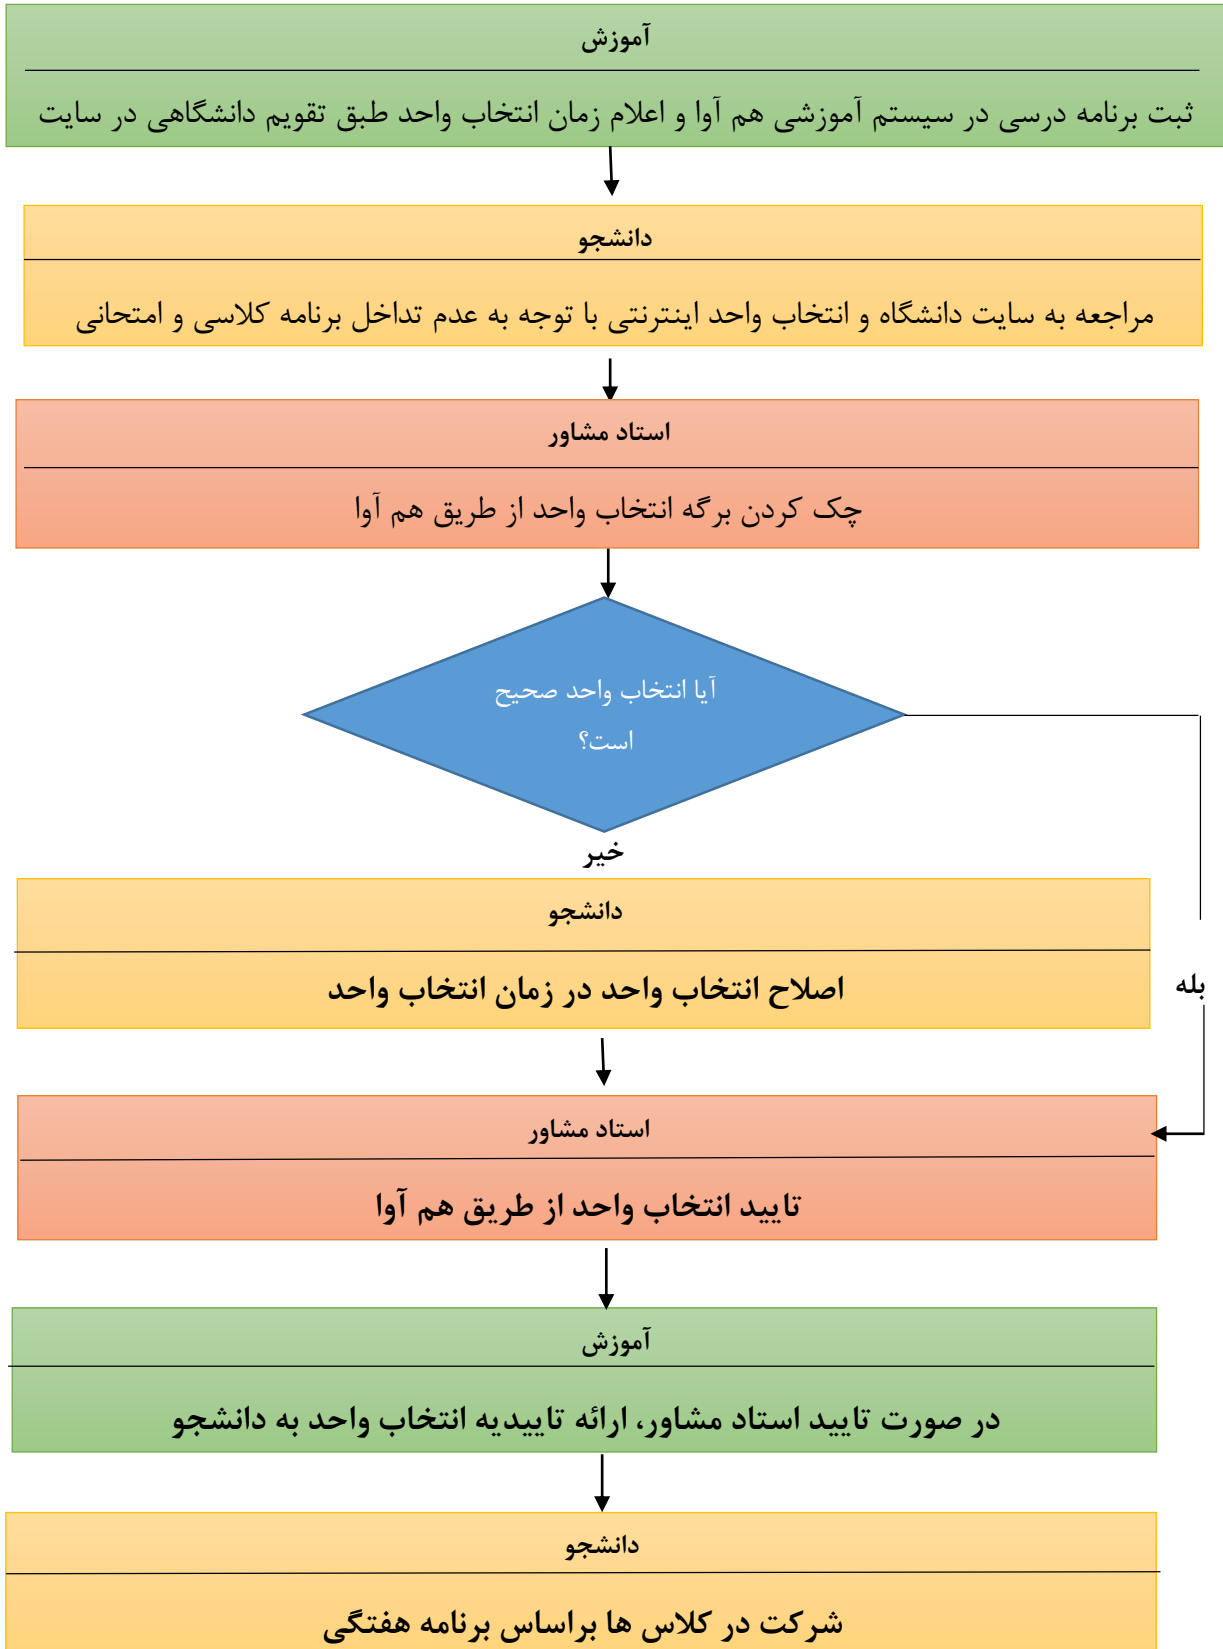 آموزش
ثبت برنامه درسی در سیستم آموزشی هم آوا و اعلام زمان انتخاب واحد طبق تقویم دانشگاهی در سایت
دانشجو
مراجعه به سایت دانشگاه و انتخاب واحد اینترنتی با توجه به عدم تداخل برنامه کلاسی و امتحانی
استاد مشاور
چک کردن برگه انتخاب واحد از طریق هم آوا
آیا انتخاب واحد صحیح
است؟
خیر
دانشجو
اصلاح انتخاب واحد در زمان انتخاب واحد
بله
استاد مشاور
تایید انتخاب واحد از طریق هم آوا
آموزش
در صورت تایید استاد مشاور، ارائه تاییدیه انتخاب واحد به دانشجو
دانشجو
شرکت در کلاس ها براساس برنامه هفتگی